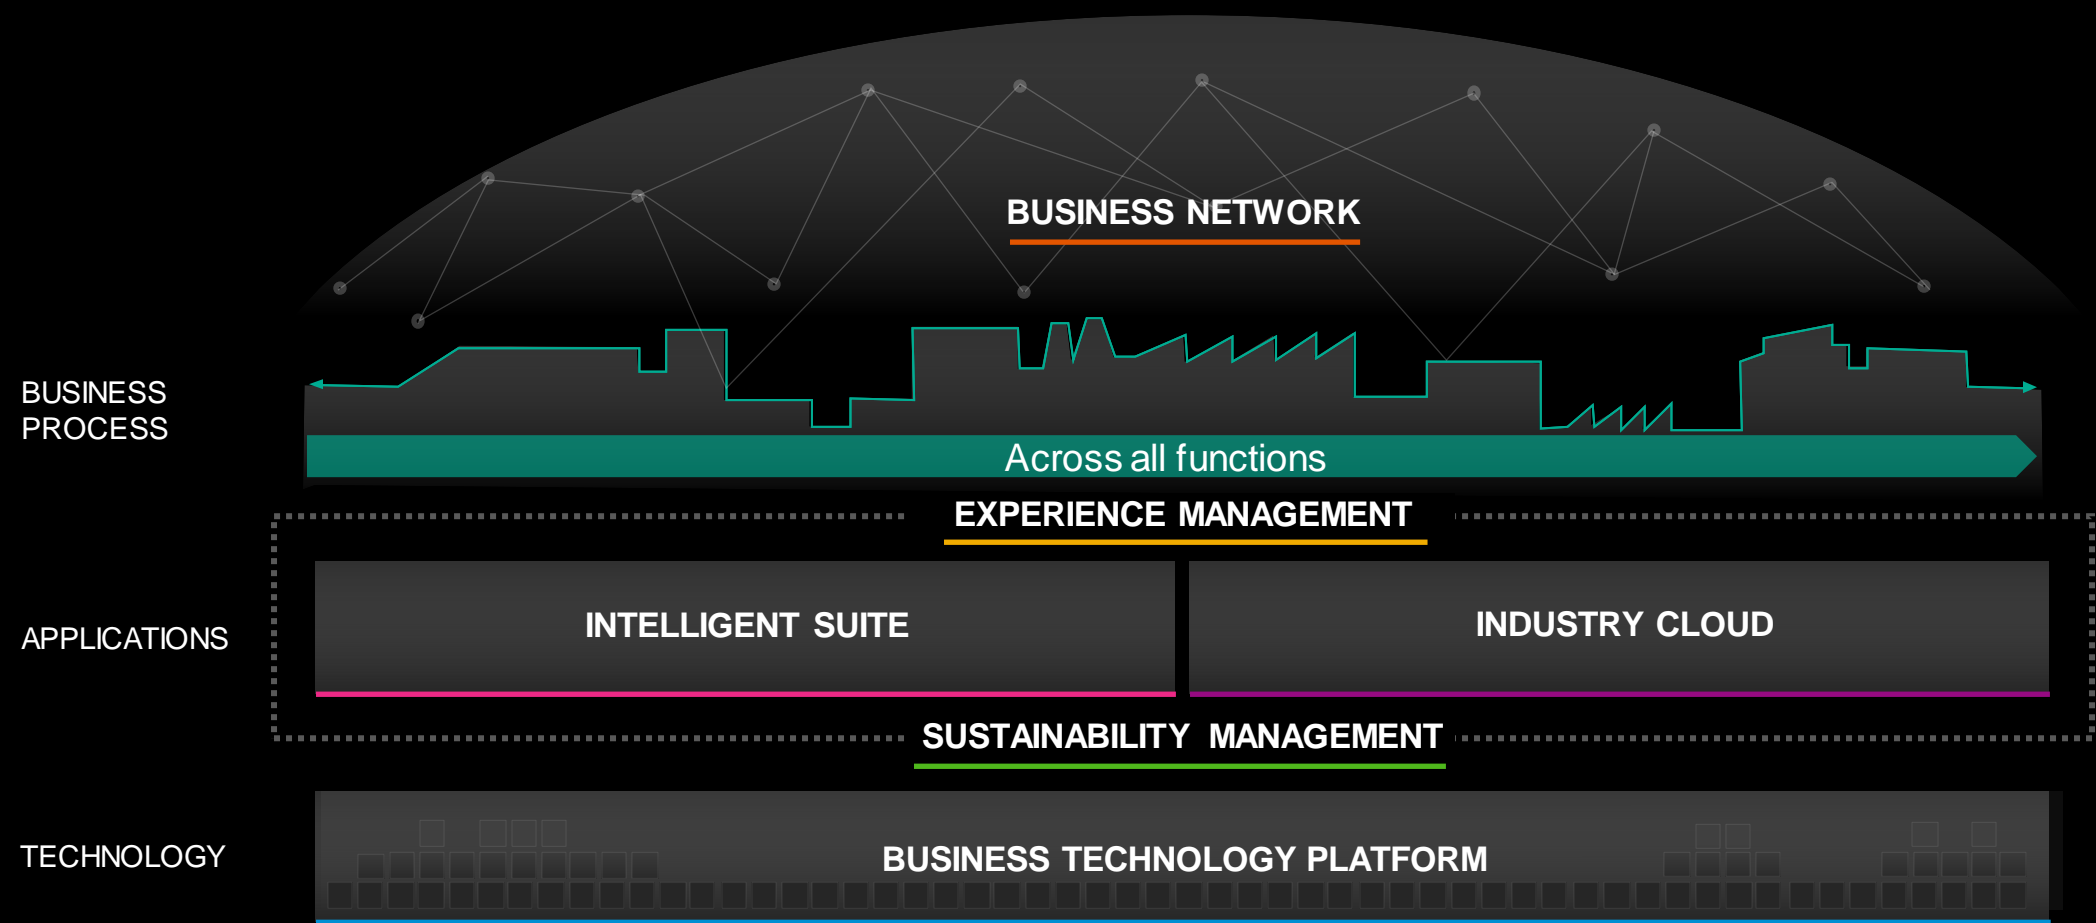 BUSINESS NETWORK
BUSINESS
PROCESS
Across all functions
EXPERIENCE MANAGEMENT
APPLICATIONS
INTELLIGENT SUITE
INDUSTRY CLOUD
SUSTAINABILITY MANAGEMENT
TECHNOLOGY
BUSINESS TECHNOLOGY PLATFORM